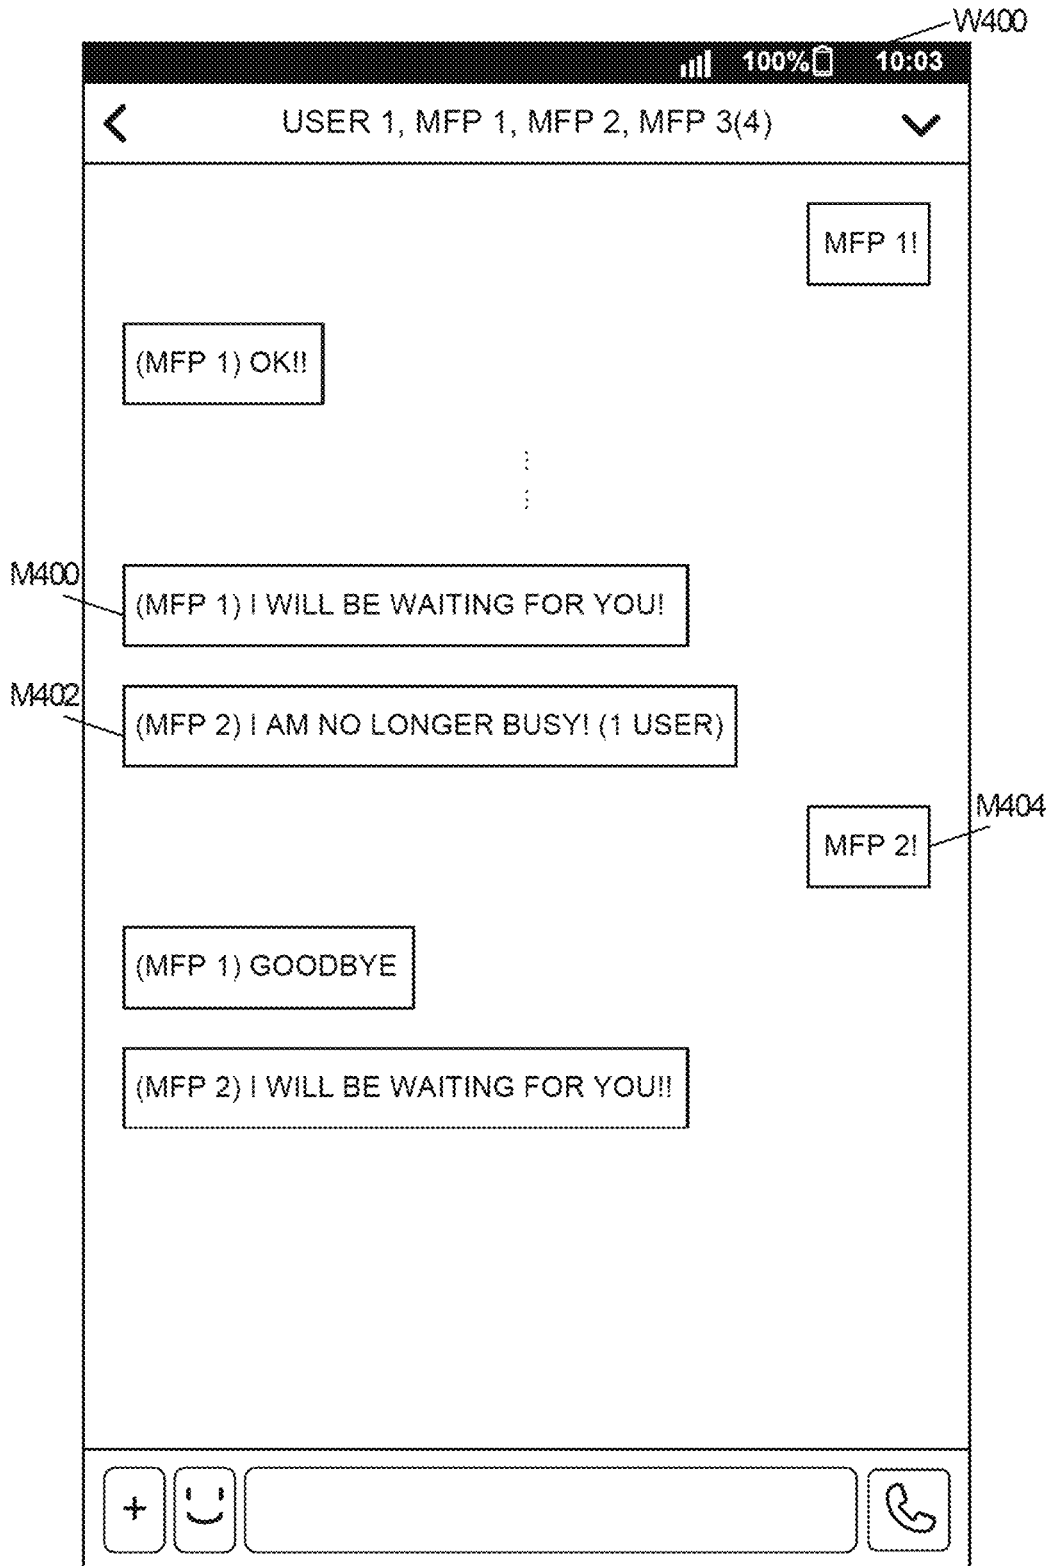 W400
100% 10:03
USER 1, MFP 1, MFP 2, MFP 3(4)
MFP 1!
(MFP 1) OK!!
M400
(MFP 1) I WILL BE WAITING FOR YOU!
M402
(MFP 2) I AM NO LONGER BUSY! (1 USER)
M404
MFP 2!
(MFP 1) GOODBYE
(MFP 2) I WILL BE WAITING FOR YOU!!
+